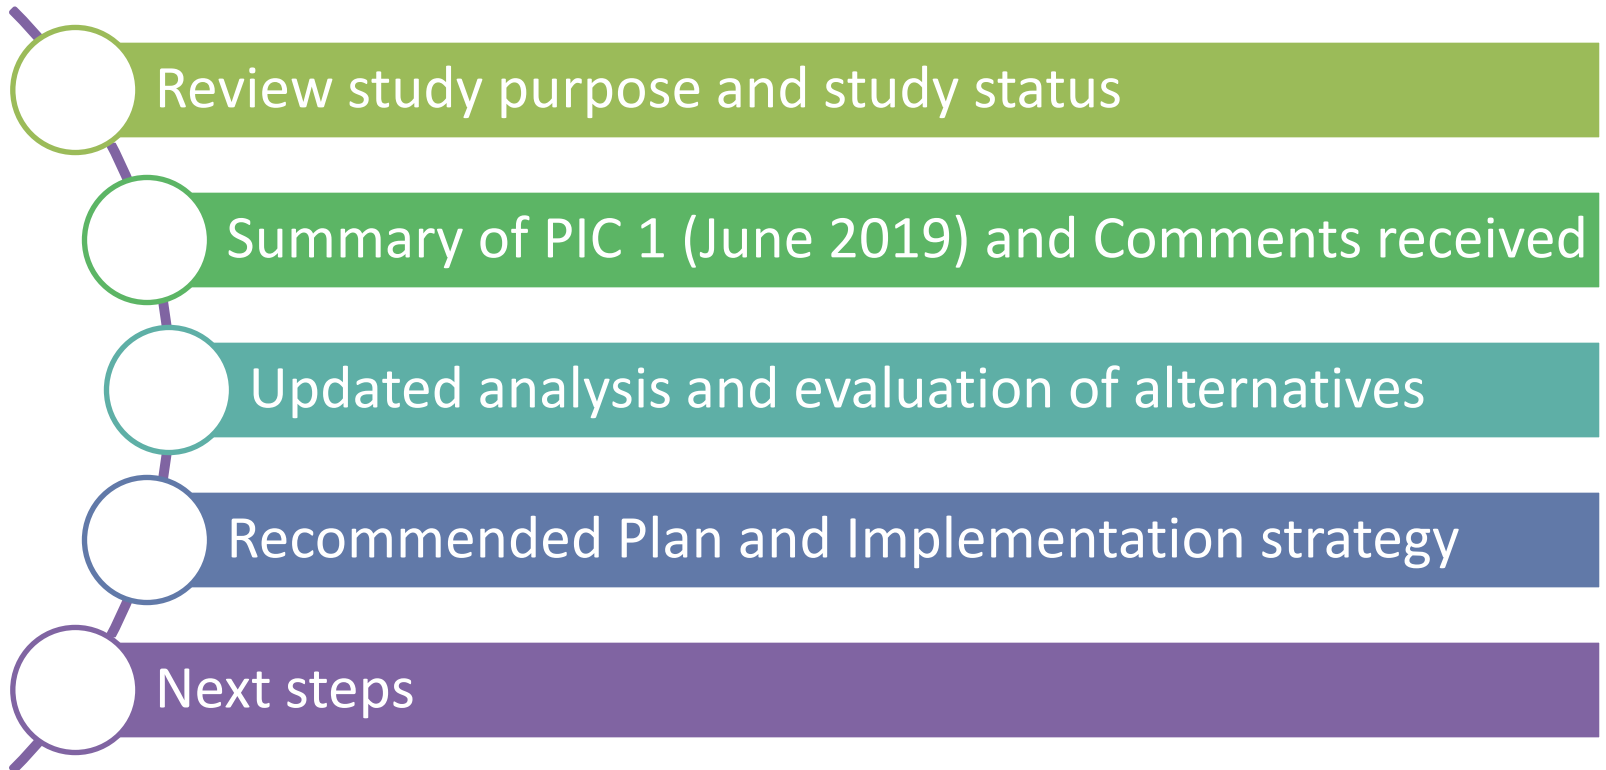 Review study purpose and study status
Summary of PIC 1 (June 2019) and Comments received
Updated analysis and evaluation of alternatives
Recommended Plan and Implementation strategy
Next steps